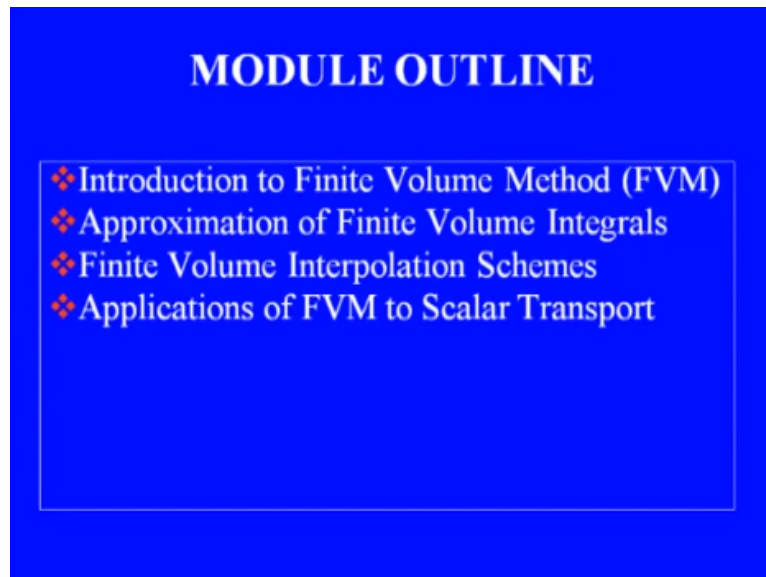 MODULE OUTLINE
❖Introduction to Finite Volume Method (FVM)
❖Approximation of Finite Volume Integrals
❖Finite Volume Interpolation Schemes
❖Applications of FVM to Scalar Transport